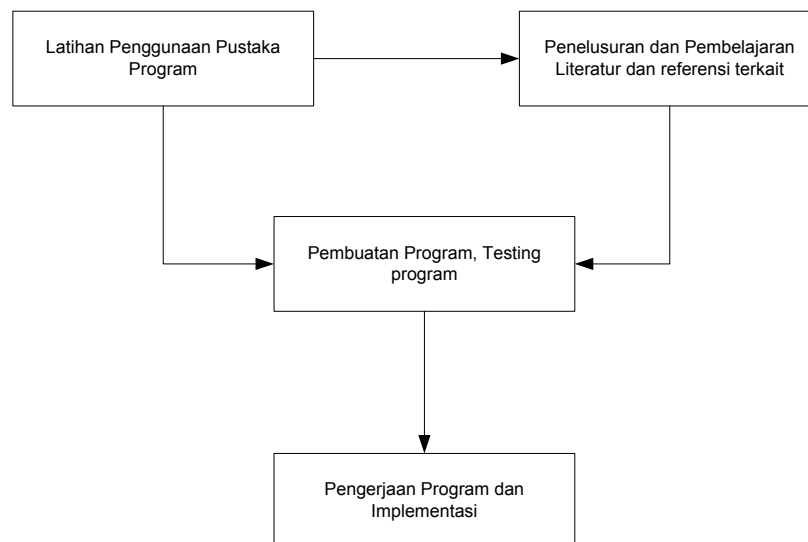 Latihan Penggunaan Pustaka
Program
Penelusuran dan Pembelajaran
Literatur dan referensi terkait
Pembuatan Program, Testing
program
Pengerjaan Program dan
Implementasi